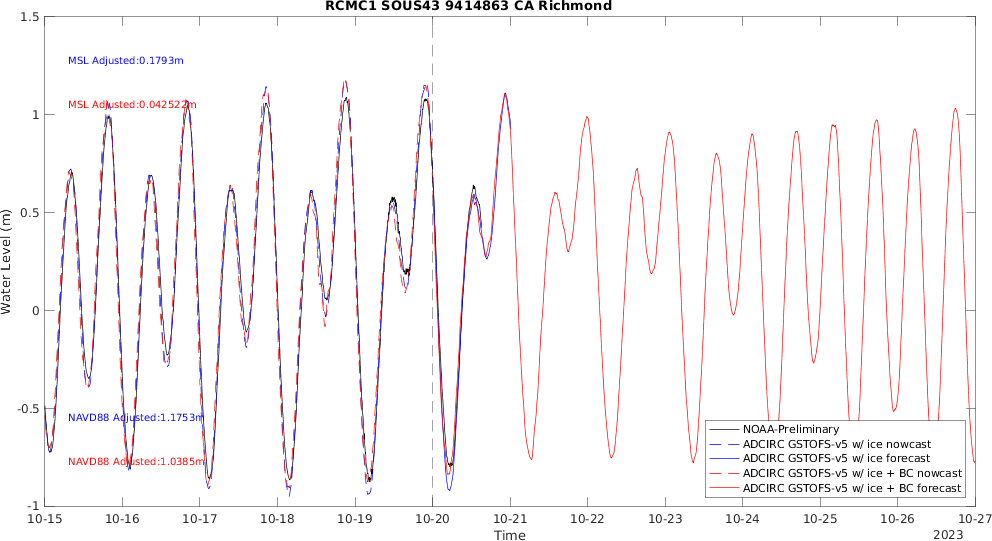 RCMC1 SOUS43 9414863 CA Richmond
MSL Adjusted:0.1793m
MSL Adjusted:0.042522m
NAVD88 Adjusted:1.1753m
NAVD88 Adjusted:1.0385m
Water Level (m)
1.5
1
0.5
0
-0.5
-1
NOAA-Preliminary
ADCIRC GSTOFS-v5 w/ ice nowcast
ADCIRC GSTOFS-v5 w/ ice forecast
ADCIRC GSTOFS-v5 w/ ice + BC nowcast
ADCIRC GSTOFS-v5 w/ ice + BC forecast
10-15 10-16 10-17 10-18 10-19 10-20 10-21 10-22 10-23 10-24 10-25 10-26 10-27
Time
2023